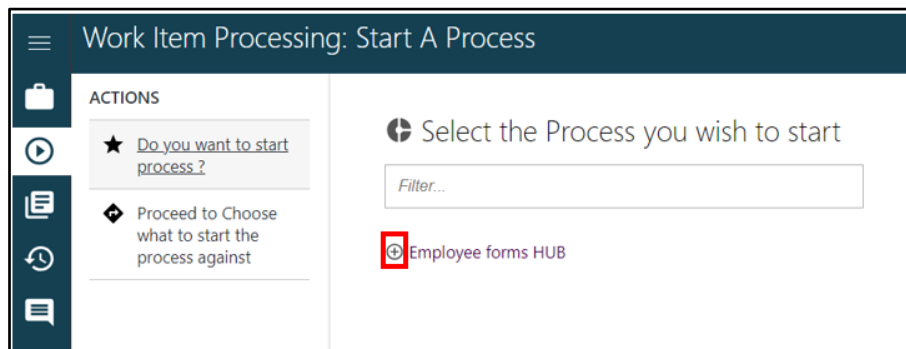 Work Item Processing: Start A Process
ACTIONS
Do you want to start
process ?
Proceed to Choose
what to start the
process against
Select the Process you wish to start
Filter...
Employee forms HUB